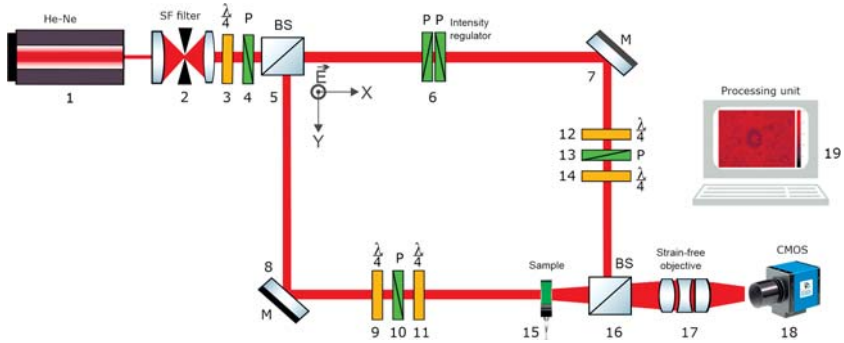 He-Ne
SF filter
λ/4
P
BS
P P
Intensity
regulator
M
1
2
3
4
5
E
X
Y
6
7
Processing unit
12
λ/4
13
P
14
λ/4
19
8
M
λ/4
P
λ/4
9
10
11
Sample
15
BS
16
Strain-free
objective
17
CMOS
18